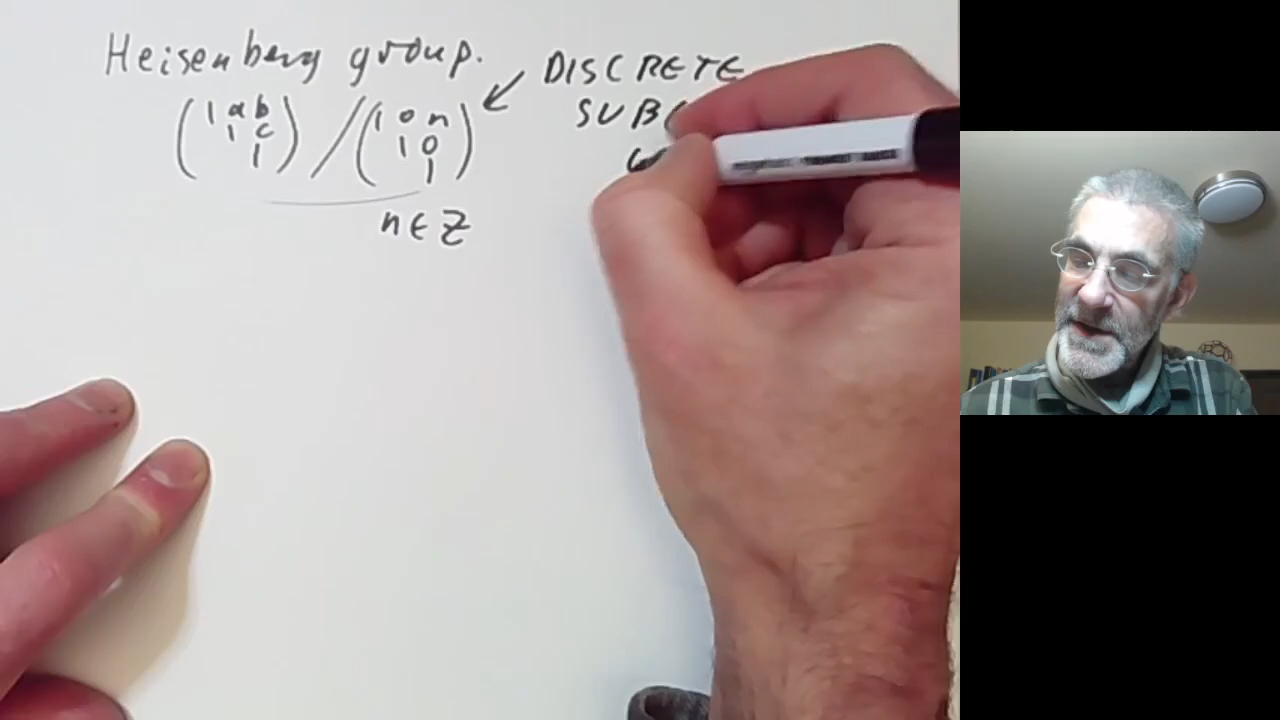 Heisenberg group.
DISCRETE
SUB
(1 a b / 1 0 n)
1 c 1 0
1 1
n ∈ Z